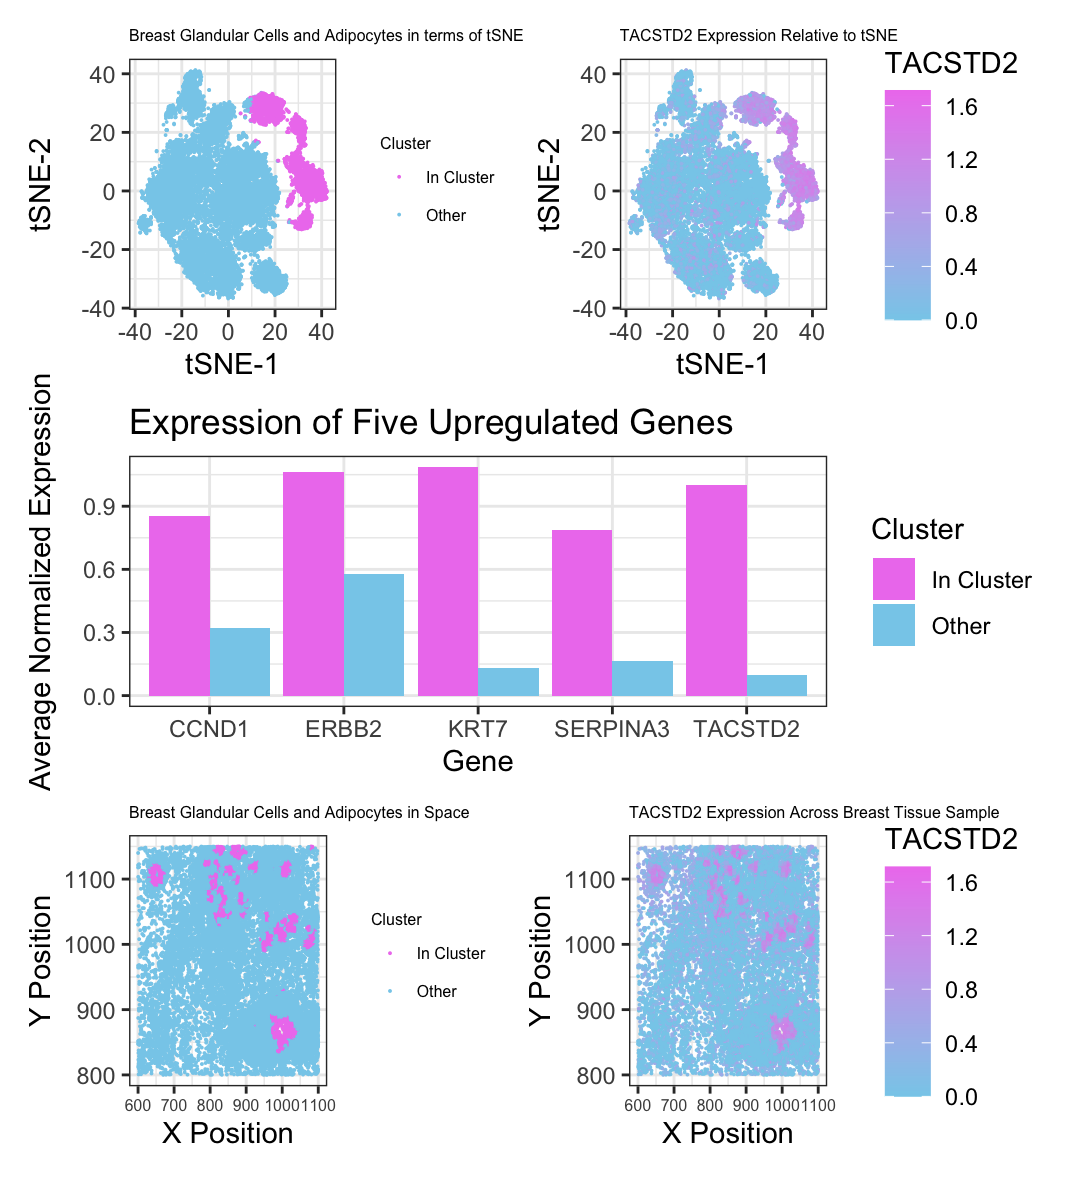 Breast Glandular Cells and Adipocytes in terms of tSNE
tSNE-2
40
20
0
-20
-40
-40 -20 0 20 40
tSNE-1
Cluster
In Cluster
Other
TACSTD2 Expression Relative to tSNE
tSNE-2
40
20
0
-20
-40
-40 -20 0 20 40
tSNE-1
TACSTD2
1.6
1.2
0.8
0.4
0.0
Expression of Five Upregulated Genes
Average Normalized Expression
0.9
0.6
0.3
0.0
CCND1 ERBB2 KRT7 SERPINA3 TACSTD2
Gene
Cluster
In Cluster
Other
Breast Glandular Cells and Adipocytes in Space
Y Position
1100
1000
900
800
600 700 800 900 1000 1100
X Position
Cluster
In Cluster
Other
TACSTD2 Expression Across Breast Tissue Sample
Y Position
1100
1000
900
800
600 700 800 900 1000 1100
X Position
TACSTD2
1.6
1.2
0.8
0.4
0.0